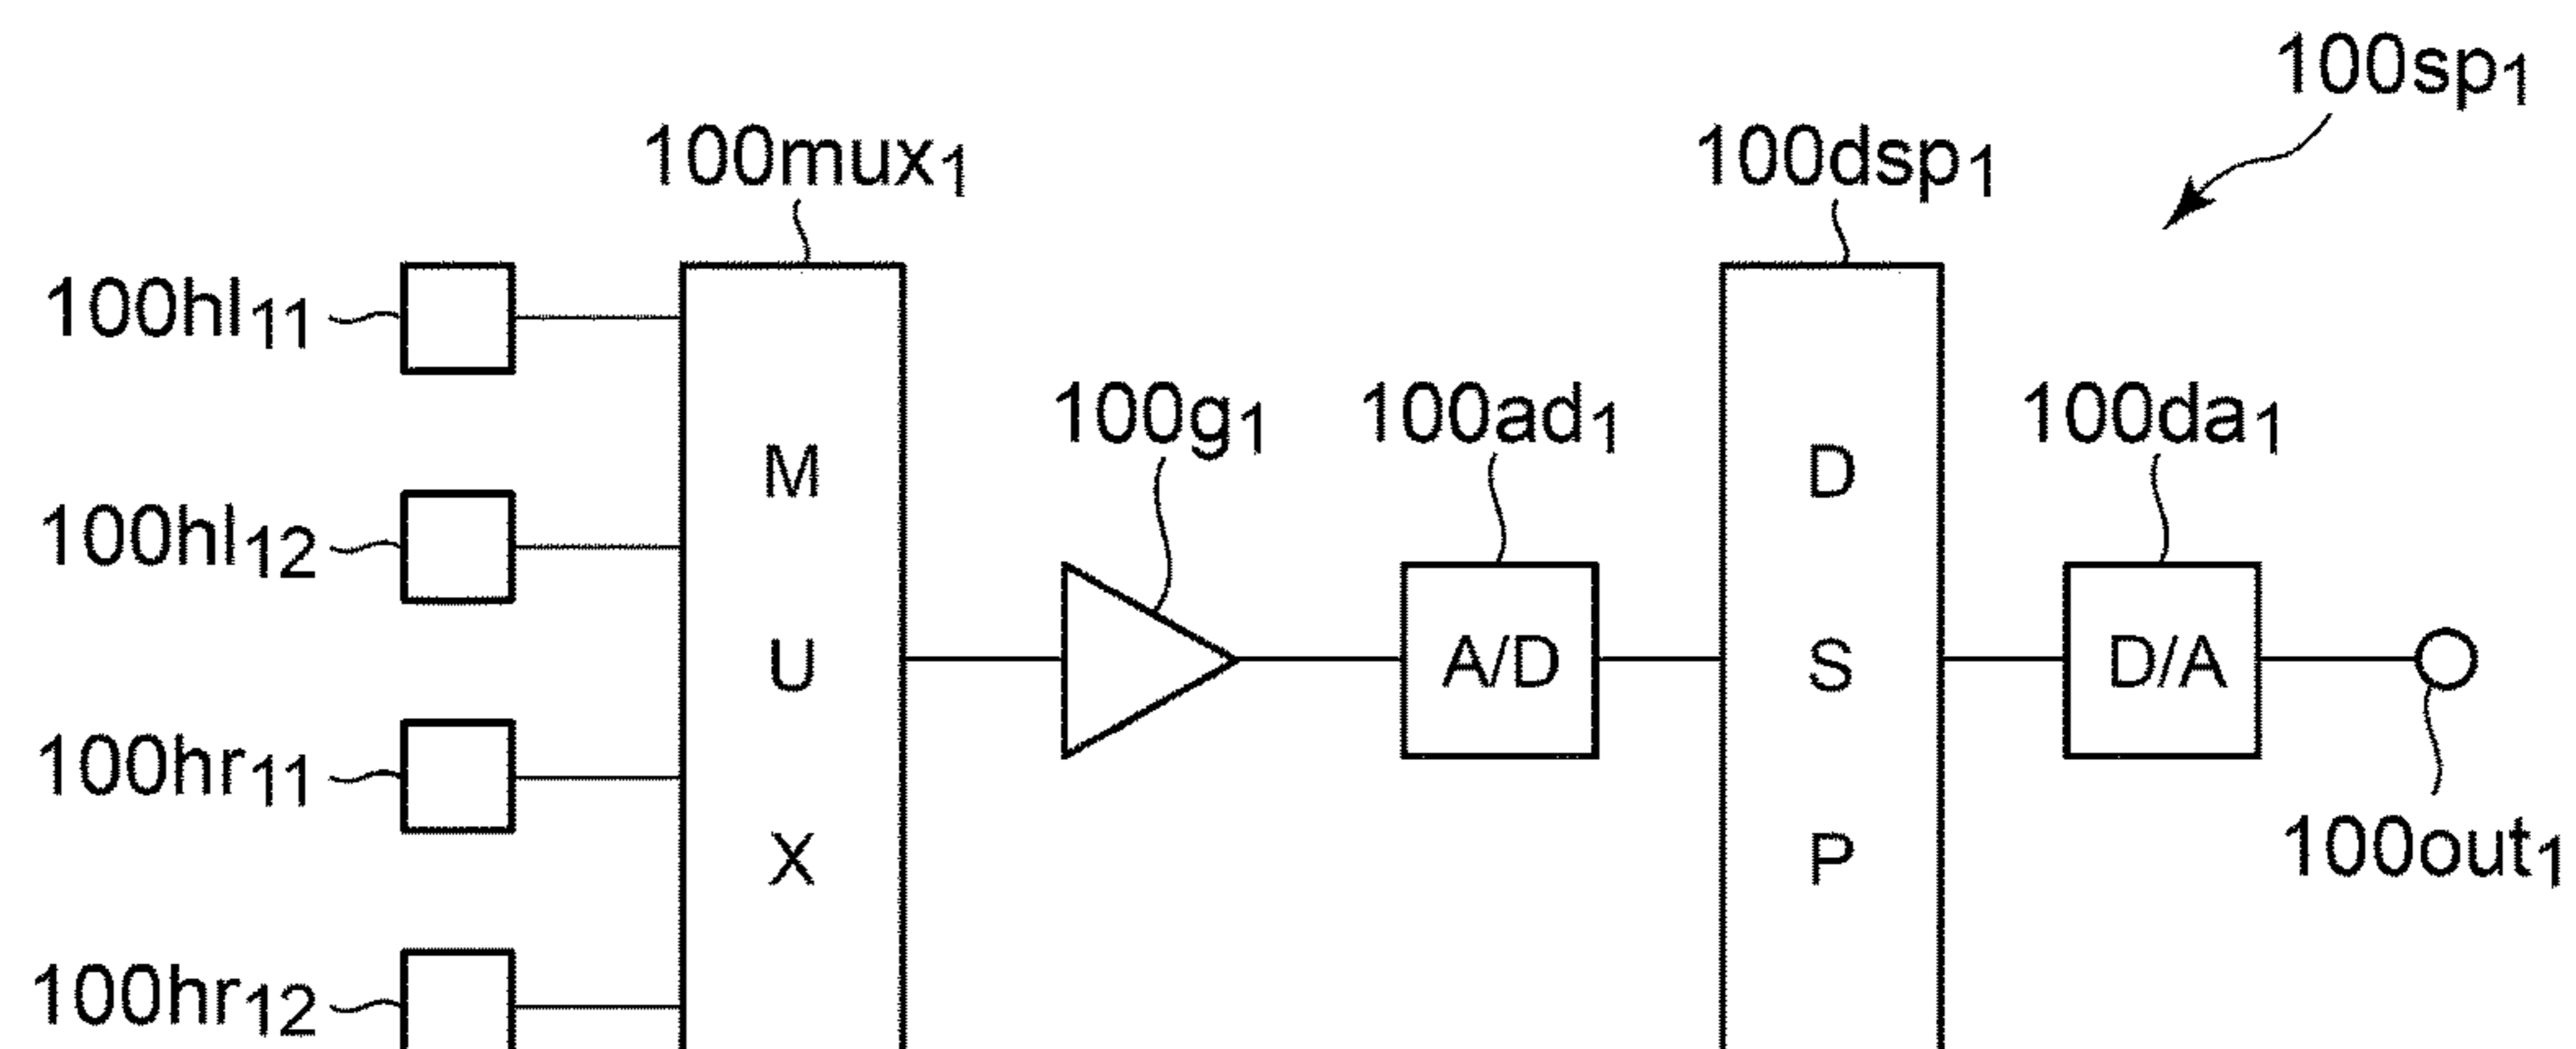 100sp₁
100mux₁
100dsp₁
100hl₁₁
100g₁
100ad₁
100da₁
100hl₁₂
M
U
X
A/D
D
S
P
D/A
100hr₁₁
100out₁
100hr₁₂